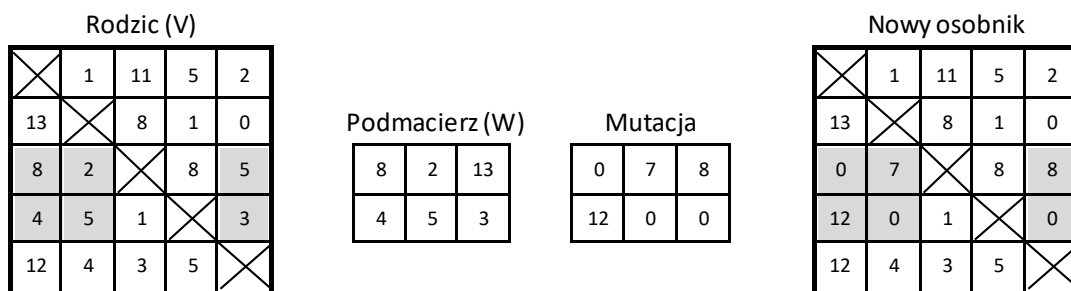 Rodzic (V)
1 11 5 2
13 8 1 0
8 2 8 5
4 5 1 3
12 4 3 5
Podmacierz (W)
8 2 13
4 5 3
Mutacja
0 7 8
12 0 0
Nowy osobnik
1 11 5 2
13 8 1 0
0 7 8 8
12 0 1 0
12 4 3 5